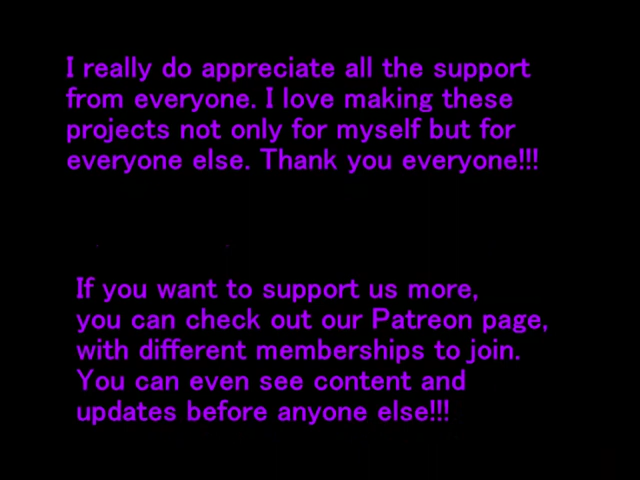 I really do appreciate all the support
from everyone. I love making these
projects not only for myself but for
everyone else. Thank you everyone!!!
If you want to support us more,
you can check out our Patreon page,
with different memberships to join.
You can even see content and
updates before anyone else!!!